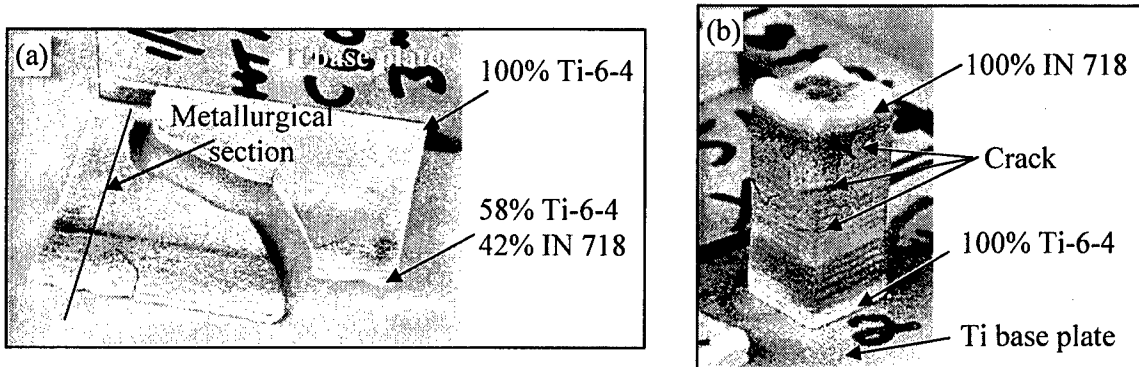 (a)
Ti base plate
100% Ti-6-4
Metallurgical
section
58% Ti-6-4
42% IN 718
(b)
100% IN 718
Crack
100% Ti-6-4
Ti base plate